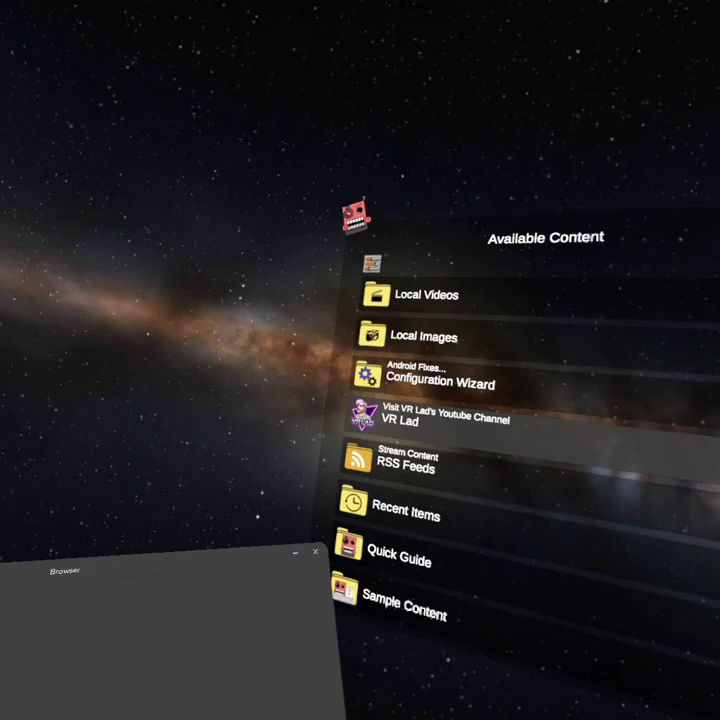 Available Content
Local Videos
Local Images
Android Fixes...
Configuration Wizard
Visit VR Lad's Youtube Channel
VR Lad
Stream Content
RSS Feeds
Recent Items
Quick Guide
Sample Content
Browser